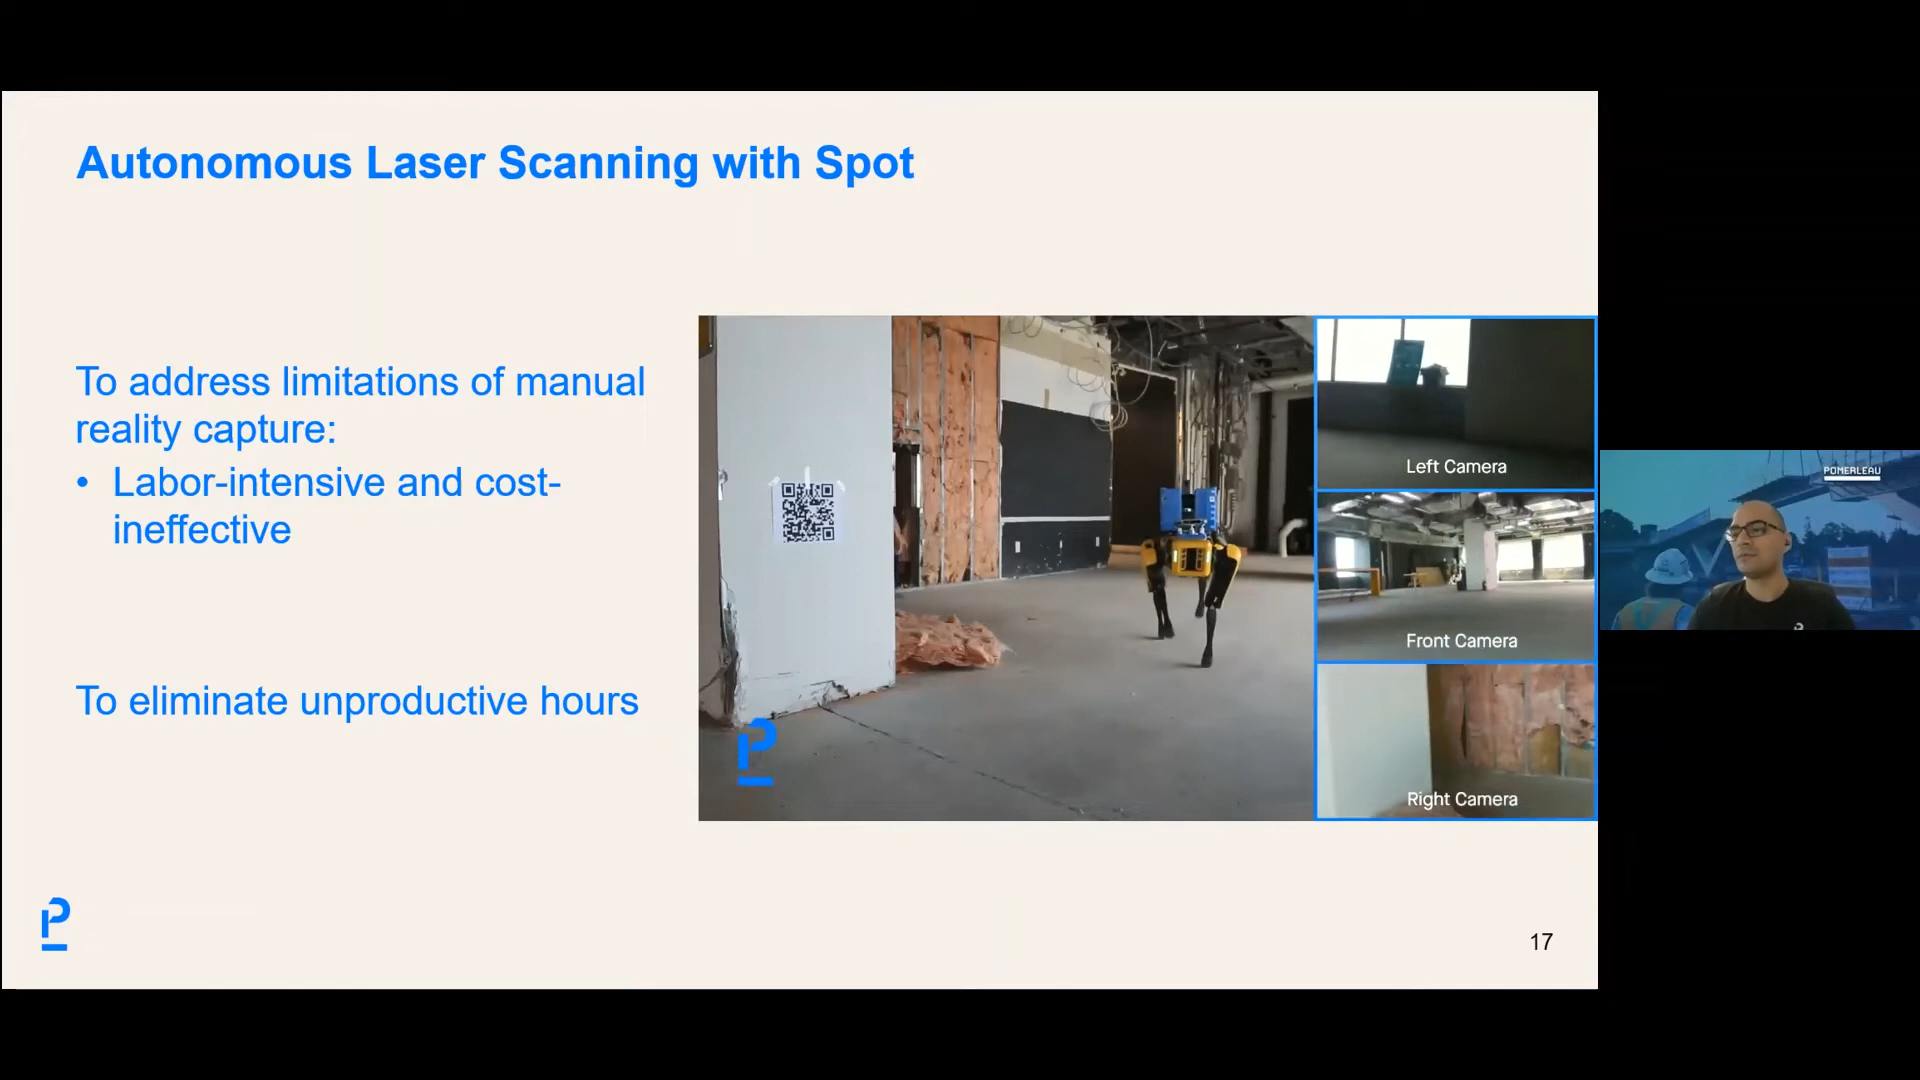 Autonomous Laser Scanning with Spot
To address limitations of manual
reality capture:
• Labor-intensive and cost-
ineffective
To eliminate unproductive hours
Left Camera
Front Camera
Right Camera
17
POMERLEAU